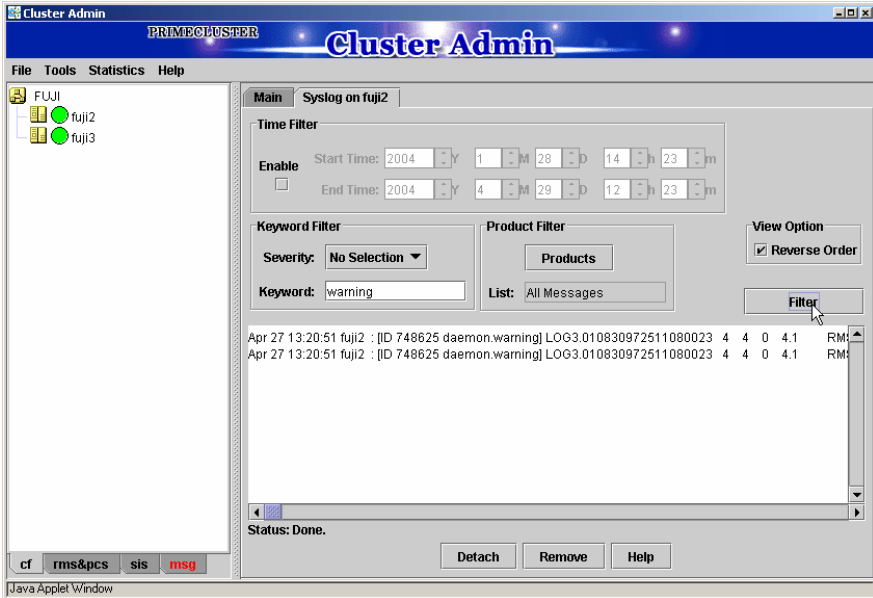 Cluster Admin
PRIMECLUSTER
Cluster Admin
File Tools Statistics Help
FUJI
fuji2
fuji3
Main Syslog on fuji2
Time Filter
Enable
Start Time: 2004 Y 1 M 28 D 14 h 23 m
End Time: 2004 Y 4 M 29 D 12 h 23 m
Keyword Filter
Severity: No Selection
Keyword: warning
Product Filter
Products
List: All Messages
View Option
Reverse Order
Filter
Apr 27 13:20:51 fuji2 : [ID 748625 daemon.warning] LOG3.010830972511080023 4 4 0 4.1
Apr 27 13:20:51 fuji2 : [ID 748625 daemon.warning] LOG3.010830972511080023 4 4 0 4.1
Status: Done.
Detach Remove Help
cf rms&pcs sis msg
Java Applet Window